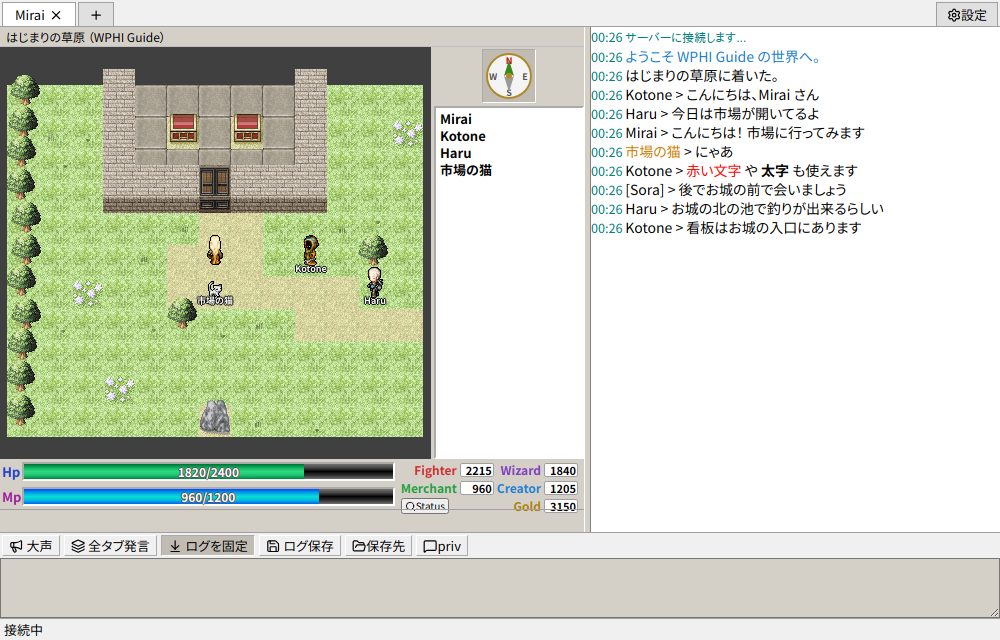 Mirai ✕
+
設定
はじまりの草原 (WPHI Guide)
N
W E
S
Mirai
Kotone
Haru
市場の猫
Kotone
市場の猫
Haru
Hp 1820/2400
Mp 960/1200
Fighter 2215 Wizard 1840
Merchant 960 Creator 1205
Status Gold 3150
00:26 サーバーに接続します...
00:26 ようこそ WPHI Guide の世界へ。
00:26 はじまりの草原に着いた。
00:26 Kotone > こんにちは、Mirai さん
00:26 Haru > 今日は市場が開いてるよ
00:26 Mirai > こんにちは！市場に行ってみます
00:26 市場の猫 > にゃあ
00:26 Kotone > 赤い文字 や 太字 も使えます
00:26 [Sora] > 後でお城の前で会いましょう
00:26 Haru > お城の北の池で釣りが出来るらしい
00:26 Kotone > 看板はお城の入口にあります
大声 全タブ発言 ログを固定 ログ保存 保存先 priv
接続中